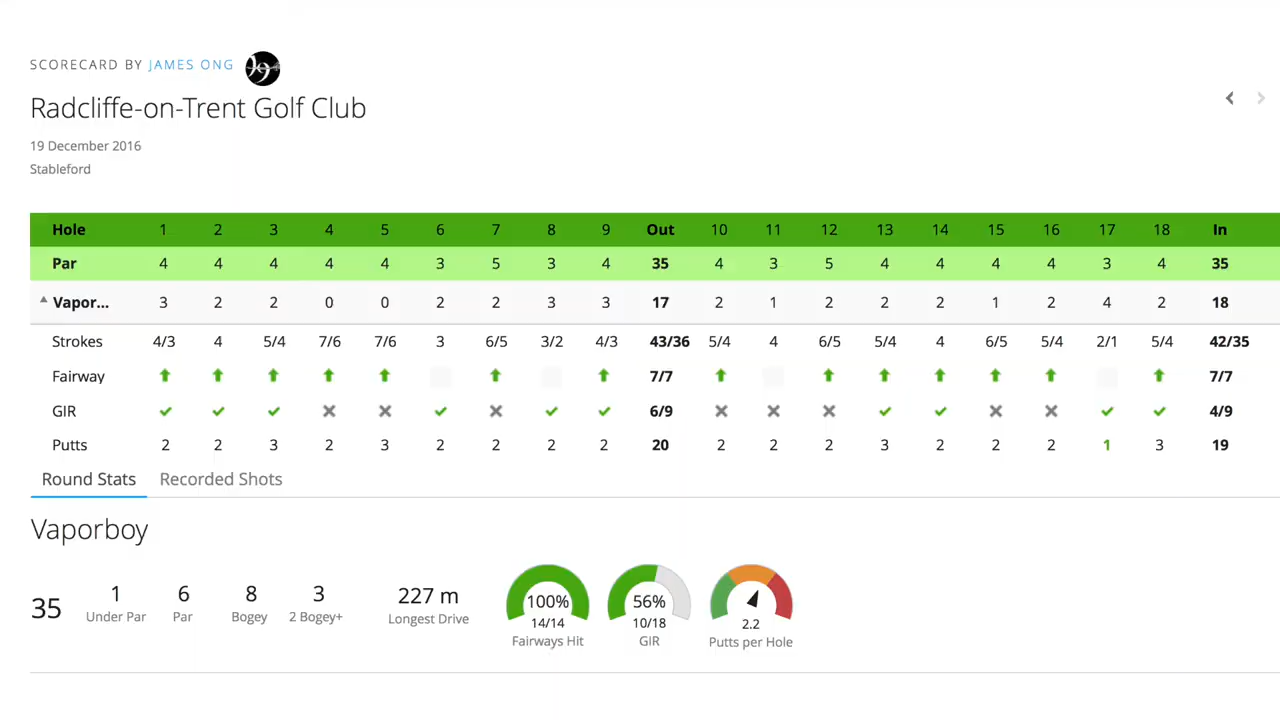 SCORECARD BY JAMES ONG
Radcliffe-on-Trent Golf Club
19 December 2016
Stableford
Hole 1 2 3 4 5 6 7 8 9 Out 10 11 12 13 14 15 16 17 18 In
Par 4 4 4 4 4 3 5 3 4 35 4 3 5 4 4 4 4 3 4 35
Vapor... 3 2 2 0 0 2 2 3 3 17 2 1 2 2 2 1 2 4 2 18
Strokes 4/3 4 5/4 7/6 7/6 3 6/5 3/2 4/3 43/36 5/4 4 6/5 5/4 4 6/5 5/4 2/1 5/4 42/35
Fairway 7/7 7/7
GIR 6/9 4/9
Putts 2 2 3 2 3 2 2 2 2 20 2 2 2 3 2 2 2 1 3 19
Round Stats Recorded Shots
Vaporboy
35 1 6 8 3 227 m 100% 56%
14/14 10/18 2.2
Under Par Par Bogey 2 Bogey+ Longest Drive
Fairways Hit GIR Putts per Hole